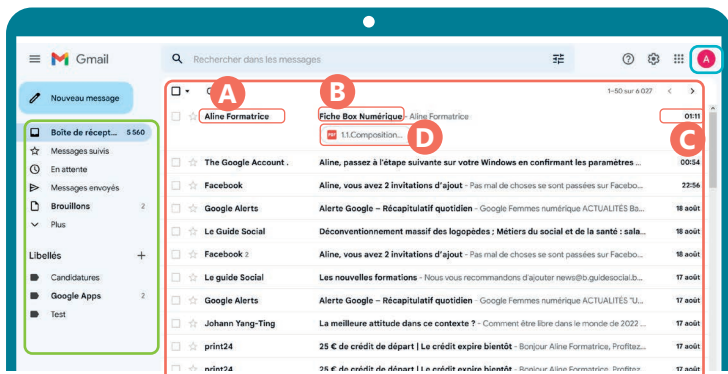 Gmail
Rechercher dans les messages
A
Nouveau message
A
B
1–50 sur 6 027
Boîte de récept... 5 560
Messages suivis
En attente
Messages envoyés
Brouillons 2
Plus
Libellés +
Candidatures
Google Apps 2
Test
Aline Formatrice Fiche Box Numérique - Aline Formatrice 01:11
PDF 1.1.Composition... D C
The Google Account . Aline, passez à l'étape suivante sur votre Windows en confirmant les paramètres ... 00:54
Facebook Aline, vous avez 2 invitations d'ajout - Pas mal de choses se sont passées sur Facebo... 22:56
Google Alerts Alerte Google – Récapitulatif quotidien - Google Femmes numérique ACTUALITÉS Ba... 18 août
Le Guide Social Déconventionnement massif des logopèdes ; Métiers du social et de la santé : sala... 18 août
Facebook 2 Aline, vous avez 2 invitations d'ajout - Pas mal de choses se sont passées sur Facebo... 18 août
Le guide Social Les nouvelles formations - Nous vous recommandons d'ajouter news@b.guidesocial.b... 17 août
Google Alerts Alerte Google – Récapitulatif quotidien - Google Femmes numérique ACTUALITÉS "U... 17 août
Johann Yang-Ting La meilleure attitude dans ce contexte ? - Comment être libre dans le monde de 2022 ... 17 août
print24 25 € de crédit de départ | Le crédit expire bientôt - Bonjour Aline Formatrice, Profitez... 17 août
print24 25 € de crédit de départ | Le crédit expire bientôt - Bonjour Aline Formatrice, Profitez... 17 août